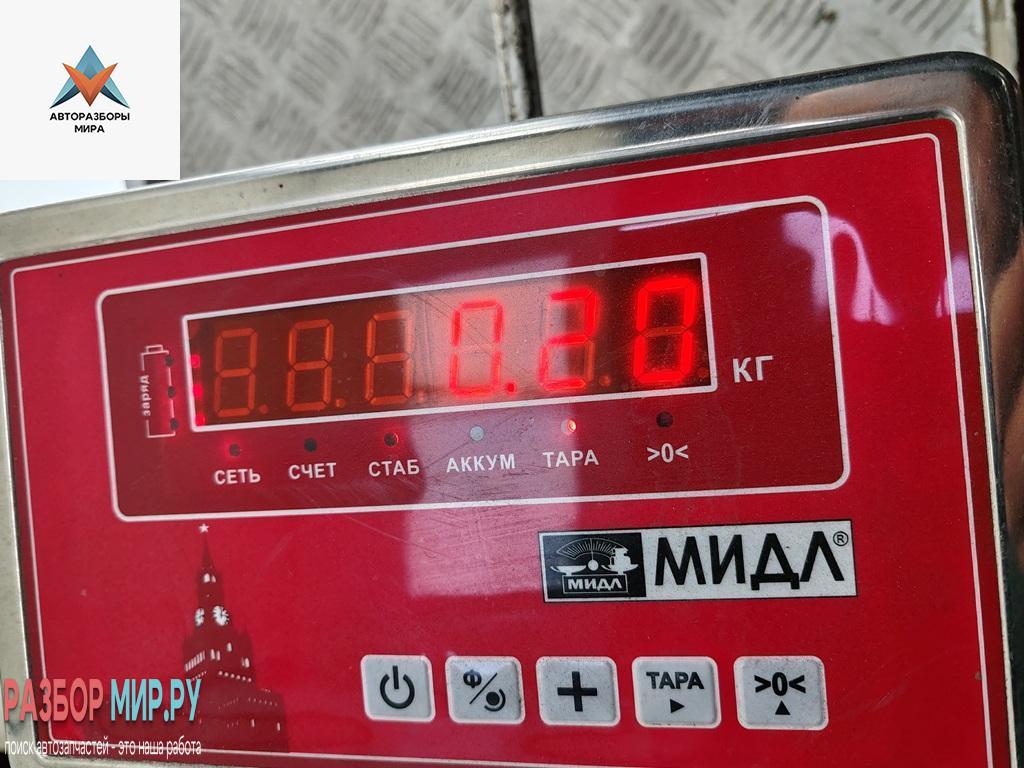 АВТОРАЗБОРЫ
МИРА
заряд
0.20
КГ
СЕТЬ СЧЕТ СТАБ АККУМ ТАРА >0<
МИДЛ МИДЛ®
Ф ТАРА >0<
РАЗБОР МИР.РУ
поиск автозапчастей - это наша работа